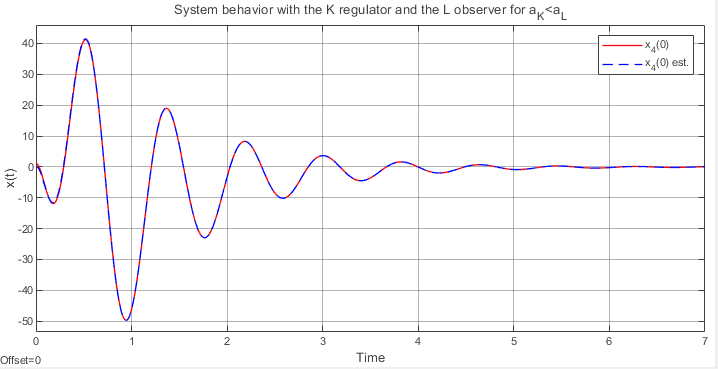 System behavior with the K regulator and the L observer for a_K<a_L
x_4(0)
x_4(0) est.
40
30
20
10
0
-10
-20
-30
-40
-50
x(t)
0 1 2 3 4 5 6 7
Time
Offset=0